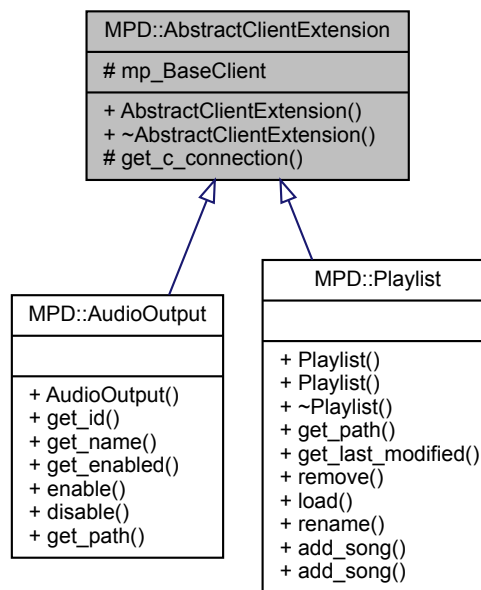 MPD::AbstractClientExtension
# mp_BaseClient
+ AbstractClientExtension()
+ ~AbstractClientExtension()
# get_c_connection()
MPD::AudioOutput
+ AudioOutput()
+ get_id()
+ get_name()
+ get_enabled()
+ enable()
+ disable()
+ get_path()
MPD::Playlist
+ Playlist()
+ Playlist()
+ ~Playlist()
+ get_path()
+ get_last_modified()
+ remove()
+ load()
+ rename()
+ add_song()
+ add_song()